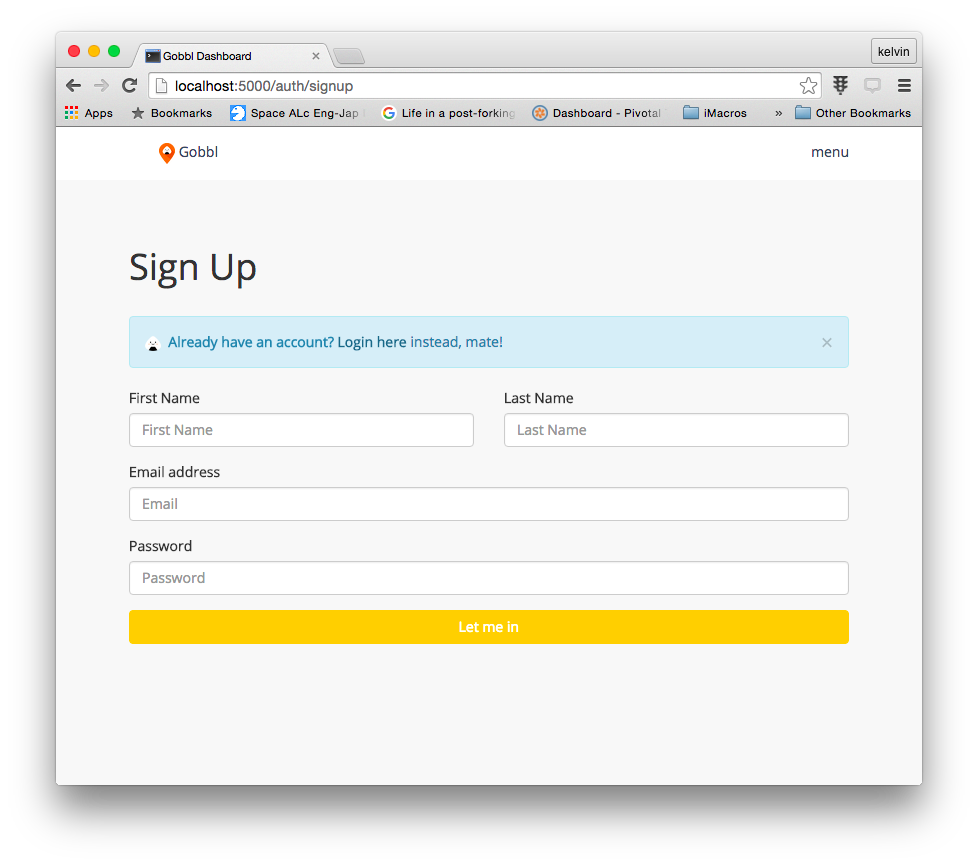 Gobbl Dashboard
kelvin
localhost:5000/auth/signup
Apps Bookmarks Space ALc Eng-Jap Life in a post-forking Dashboard - Pivotal iMacros » Other Bookmarks
Gobbl menu
Sign Up
Already have an account? Login here instead, mate! ×
First Name Last Name
First Name Last Name
Email address
Email
Password
Password
Let me in